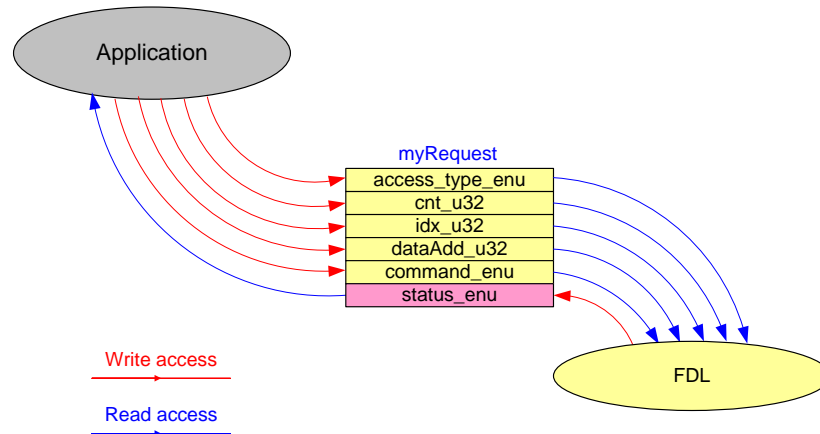 Application
myRequest
access_type_enu
cnt_u32
idx_u32
dataAdd_u32
command_enu
status_enu
Write access
FDL
Read access